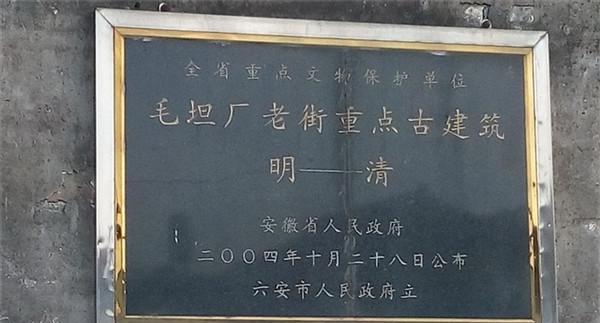 全省重点文物保护单位
毛坦厂老街重点古建筑
明——清
安徽省人民政府
二〇〇四年十月二十八日公布
六安市人民政府立